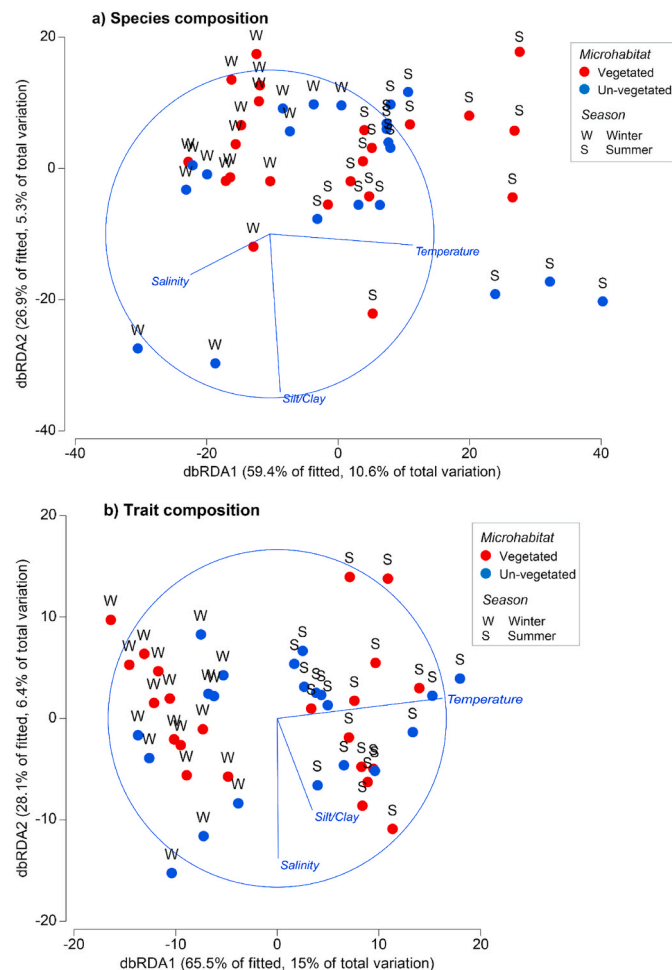 a) Species composition
20
0
-20
-40
-40
-20
0
20
40
dbRDA2 (26.9% of fitted, 5.3% of total variation)
dbRDA1 (59.4% of fitted, 10.6% of total variation)
Temperature
Salinity
Silt/Clay
Microhabitat
Vegetated
Un-vegetated
Season
W Winter
S Summer
b) Trait composition
20
10
0
-10
-20
-20
-10
0
10
20
dbRDA2 (28.1% of fitted, 6.4% of total variation)
dbRDA1 (65.5% of fitted, 15% of total variation)
Temperature
Silt/Clay
Salinity
Microhabitat
Vegetated
Un-vegetated
Season
W Winter
S Summer